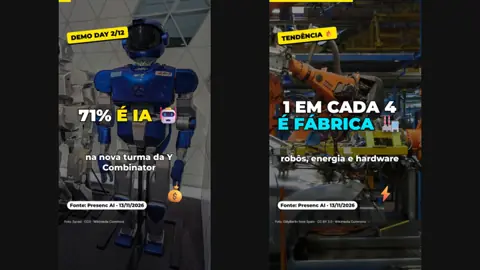 DEMO DAY 2/12
71% É IA
na nova turma da Y
Combinator
Fonte: Presenc AI - 13/11/2026
TENDÊNCIA
1 EM CADA 4
É FÁBRICA
robôs, energia e hardware
Fonte: Presenc AI - 13/11/2026